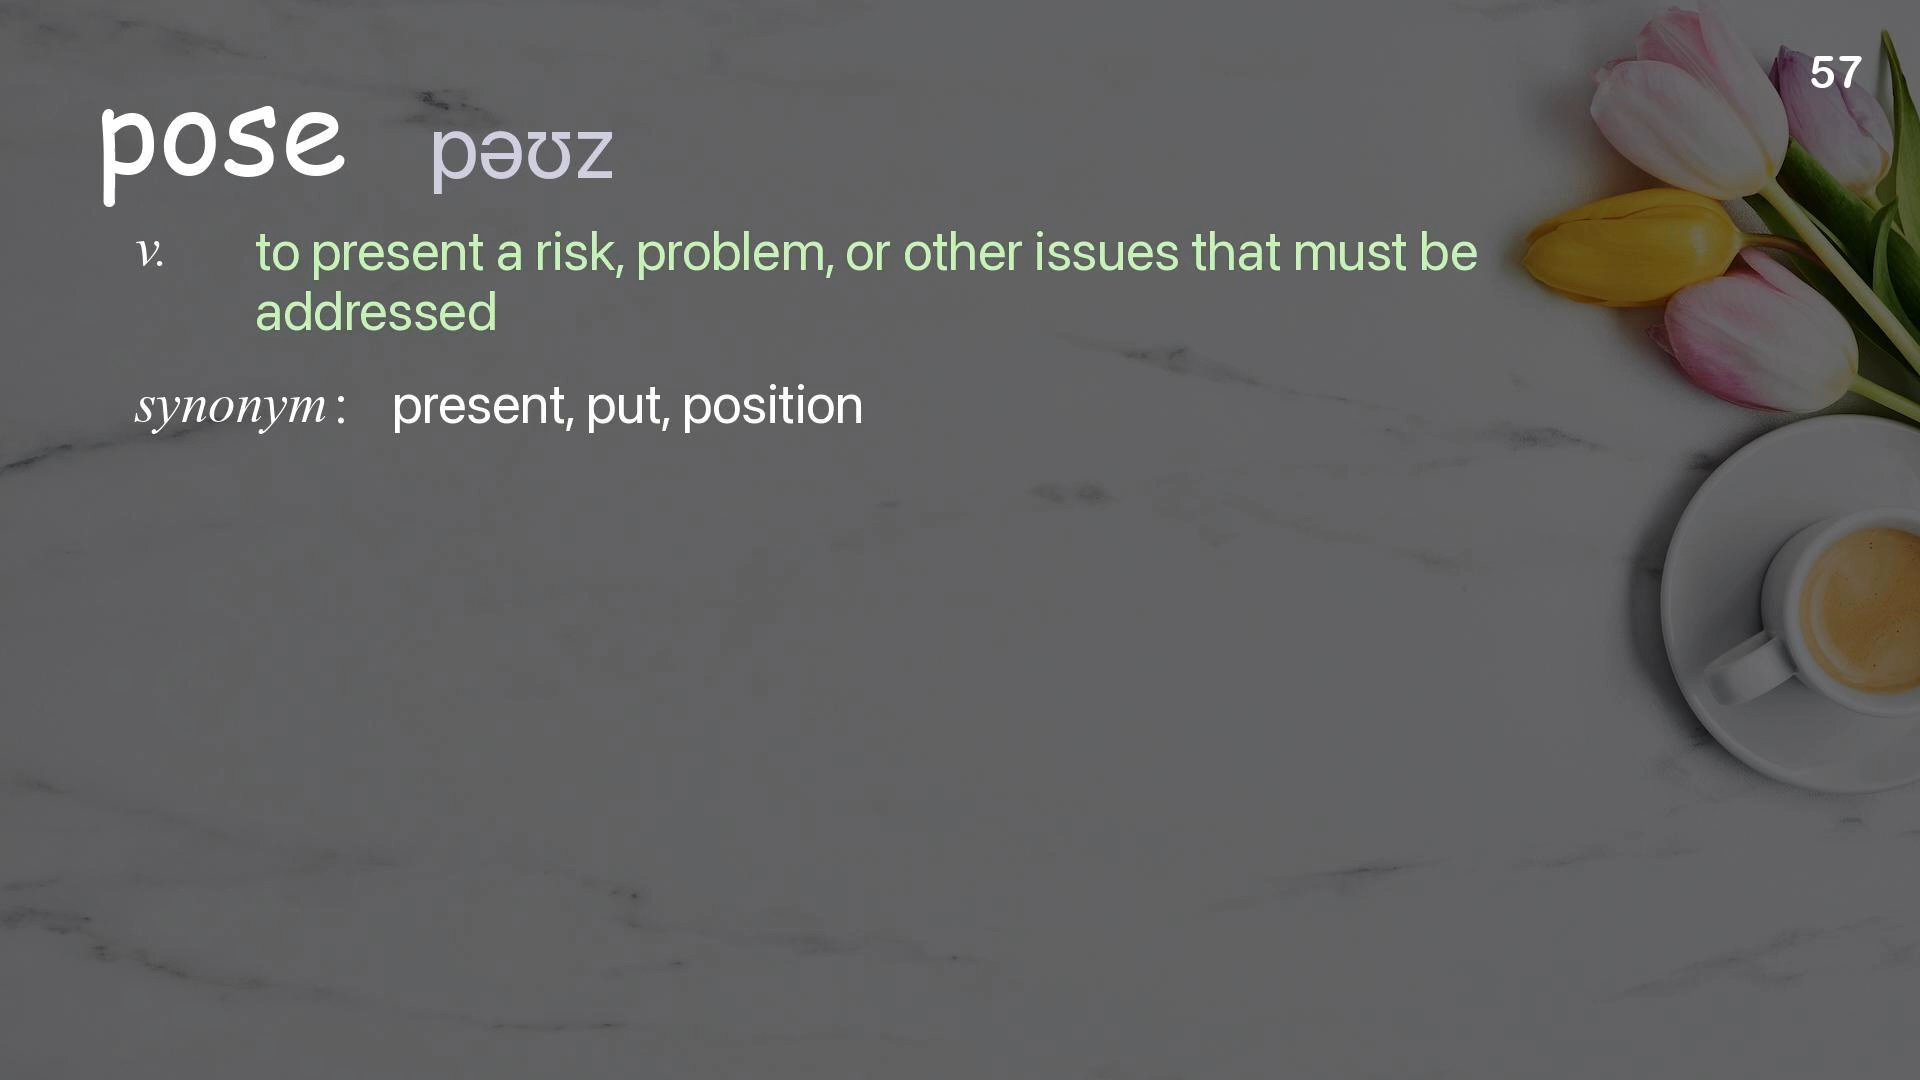 57
pose pəʊz
v. to present a risk, problem, or other issues that must be
addressed
synonym: present, put, position